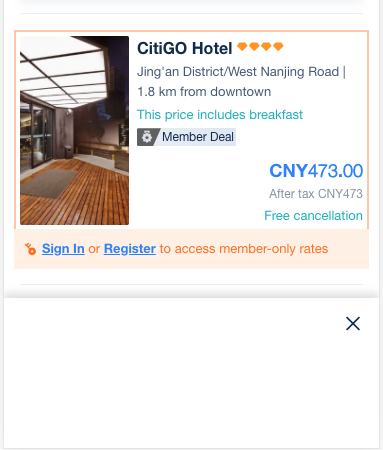 CitiGO Hotel
Jing'an District/West Nanjing Road |
1.8 km from downtown
This price includes breakfast
Member Deal
CNY473.00
After tax CNY473
Free cancellation
Sign In or Register to access member-only rates